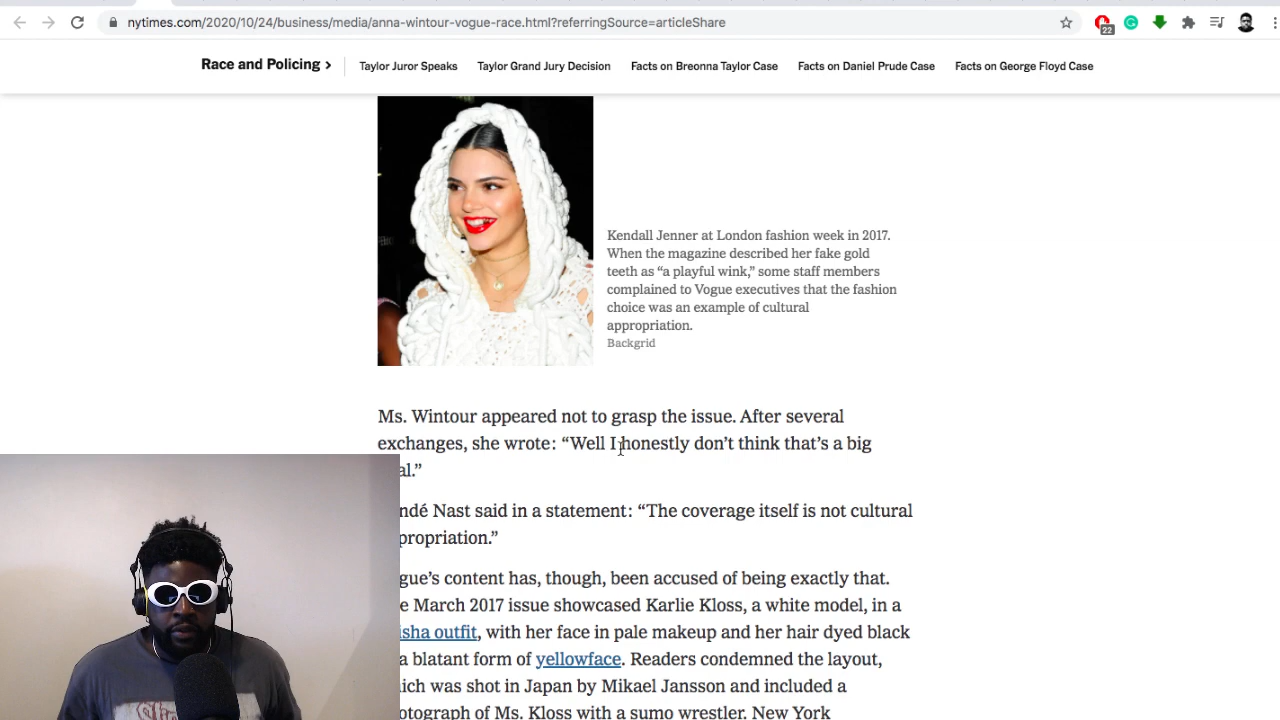 nytimes.com/2020/10/24/business/media/anna-wintour-vogue-race.html?referringSource=articleShare
22
Race and Policing
Taylor Juror Speaks
Taylor Grand Jury Decision
Facts on Breonna Taylor Case
Facts on Daniel Prude Case
Facts on George Floyd Case
Kendall Jenner at London fashion week in 2017.
When the magazine described her fake gold
teeth as “a playful wink,” some staff members
complained to Vogue executives that the fashion
choice was an example of cultural
appropriation.
Backgrid
Ms. Wintour appeared not to grasp the issue. After several
exchanges, she wrote: “Well I honestly don’t think that’s a big
al.”
ndé Nast said in a statement: “The coverage itself is not cultural
propriation.”
gue’s content has, though, been accused of being exactly that.
e March 2017 issue showcased Karlie Kloss, a white model, in a
isha outfit, with her face in pale makeup and her hair dyed black
a blatant form of yellowface. Readers condemned the layout,
ich was shot in Japan by Mikael Jansson and included a
otograph of Ms. Kloss with a sumo wrestler. New York